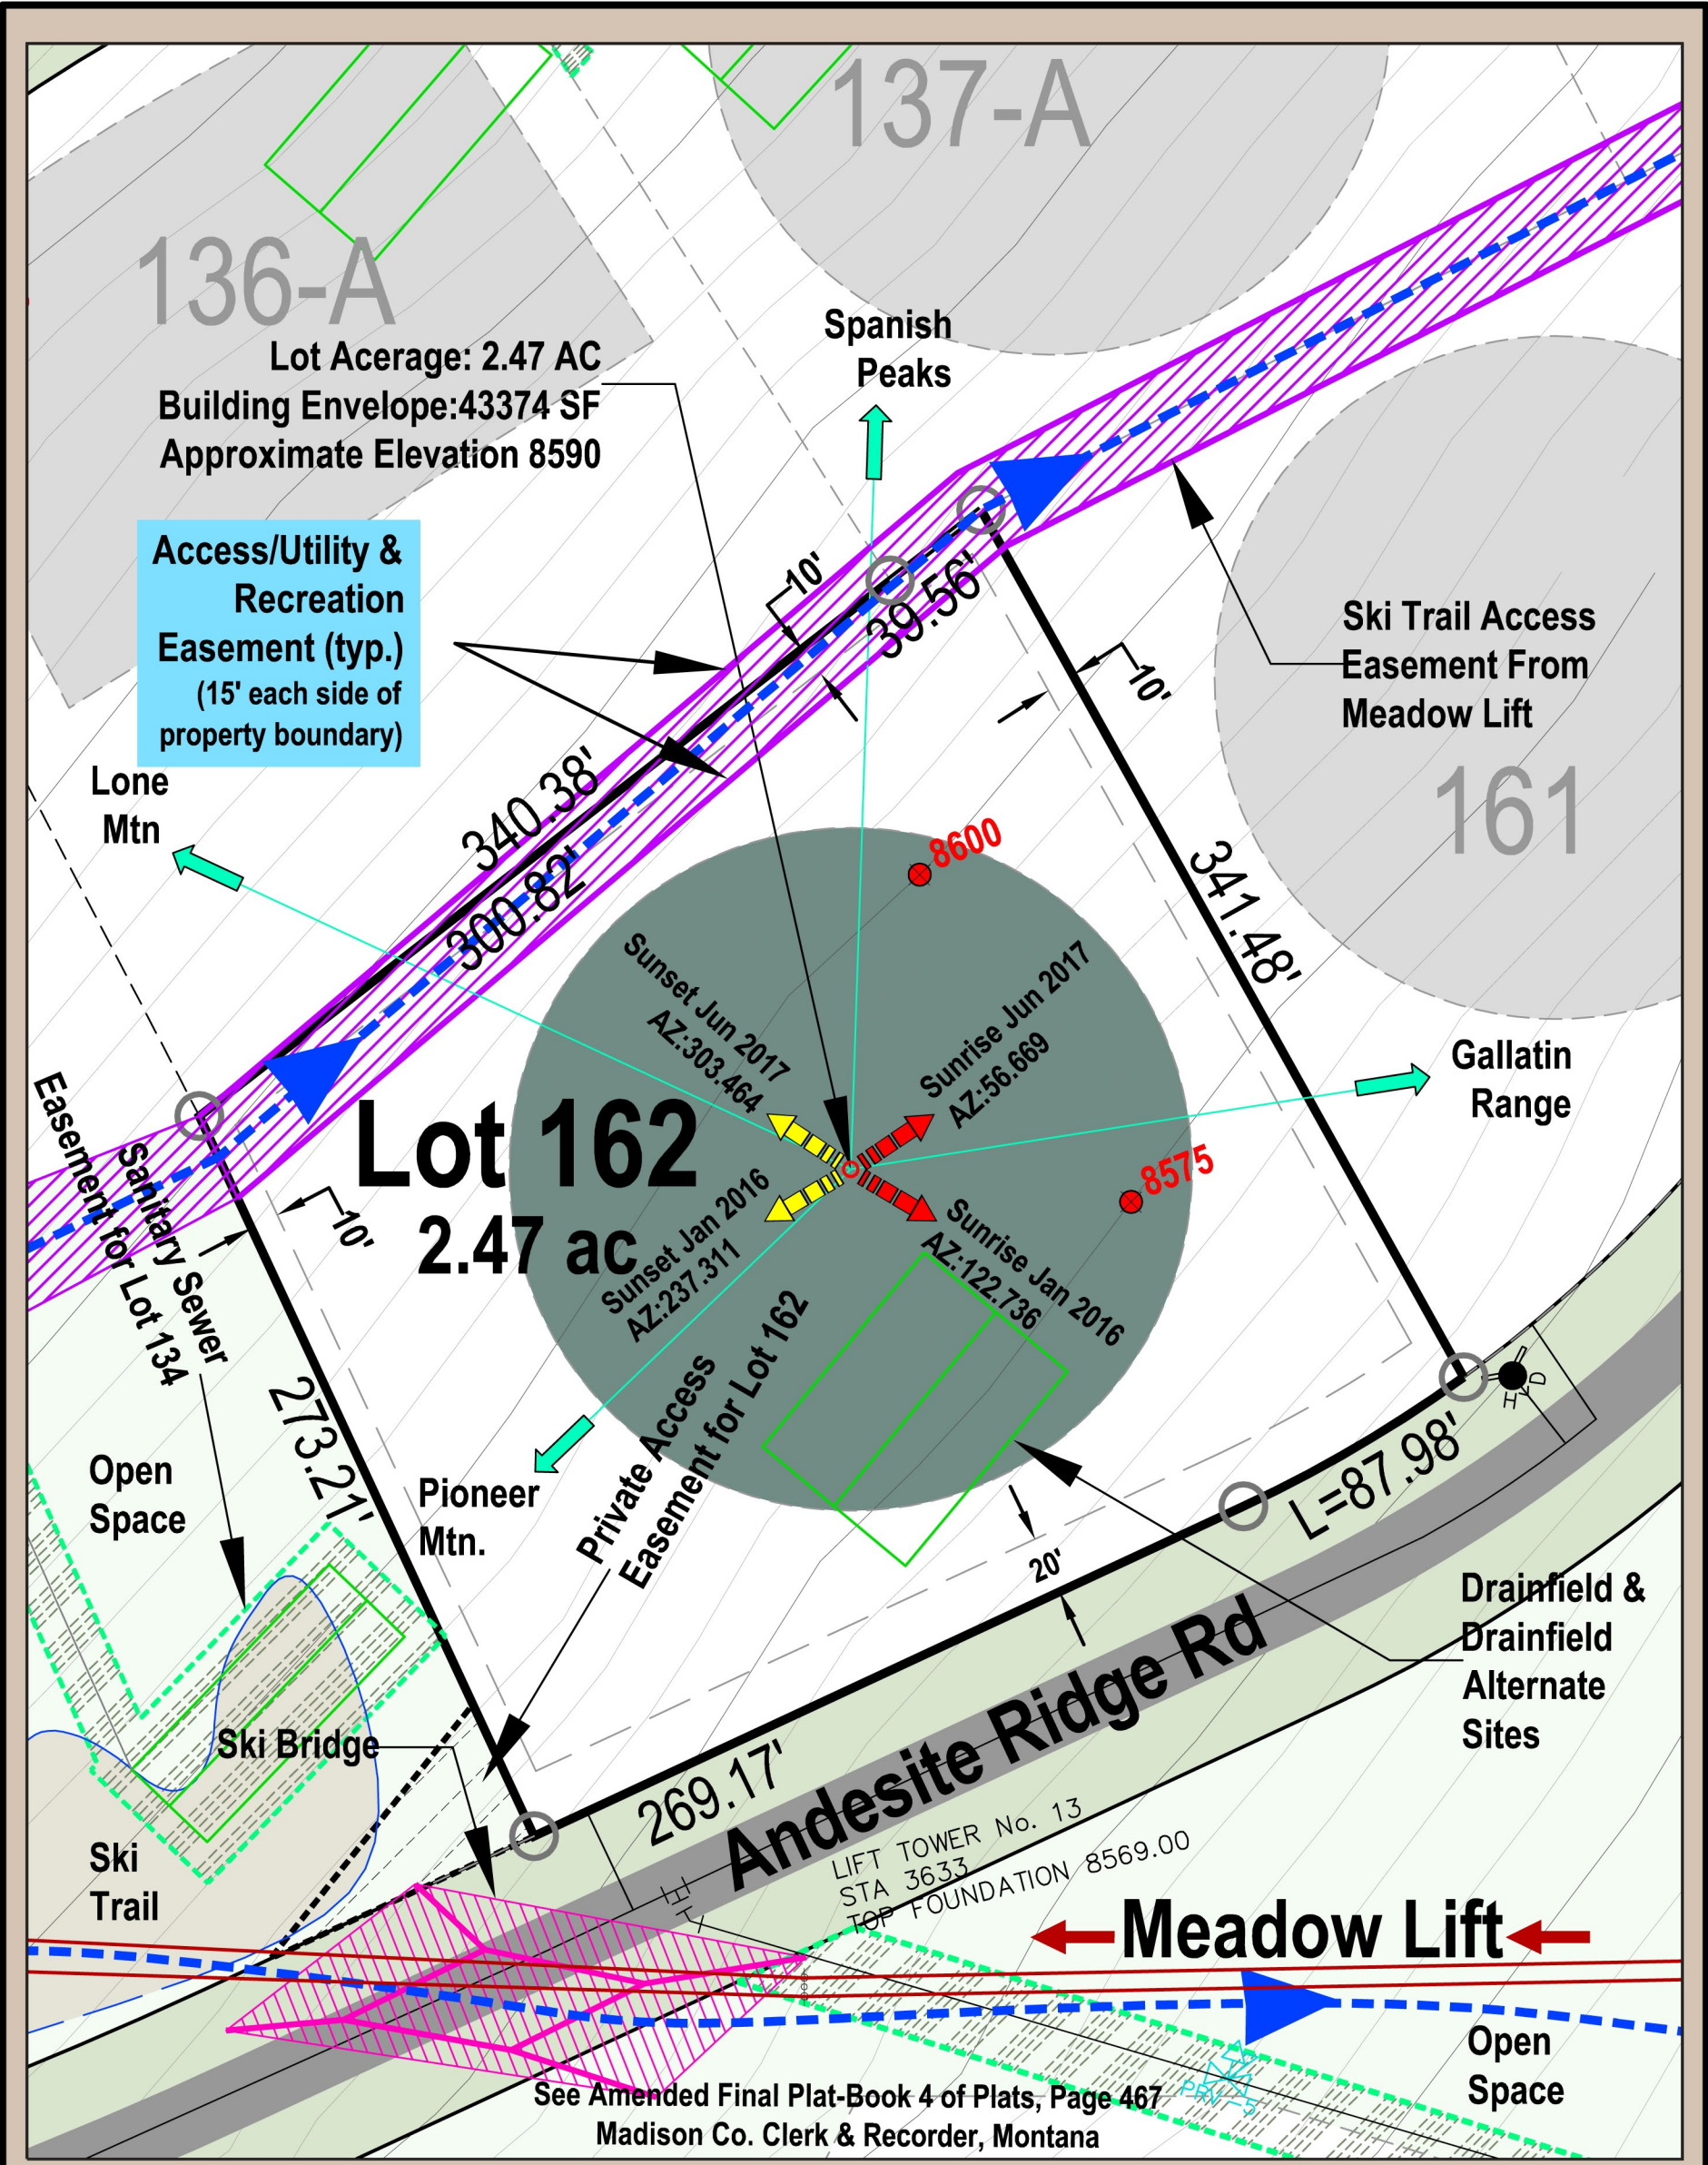 137-A
136-A
Lot Acerage: 2.47 AC
Building Envelope:43374 SF
Approximate Elevation 8590
Spanish
Peaks
Access/Utility &
Recreation
Easement (typ.)
(15' each side of
property boundary)
10'
39.56'
10'
Ski Trail Access
Easement From
Meadow Lift
161
Lone
Mtn
340.38'
300.82'
8600
341.48'
Sunset Jun 2017
AZ:303.464
Sunrise Jun 2017
AZ:56.669
Gallatin
Range
Lot 162
2.47 ac
8575
Sanitary Sewer
Easement for Lot 134
10'
Sunset Jan 2016
AZ:237.311
Sunrise Jan 2016
AZ:122.736
Private Access
Easement for Lot 162
273.21'
Open
Space
Pioneer
Mtn.
HYD
L=87.98'
20'
Drainfield &
Drainfield
Alternate
Sites
Ski Bridge
269.17'
Andesite Ridge Rd
Ski
Trail
LIFT TOWER No. 13
STA 3633
TOP FOUNDATION 8569.00
Meadow Lift
Open
Space
See Amended Final Plat-Book 4 of Plats, Page 467
Madison Co. Clerk & Recorder, Montana